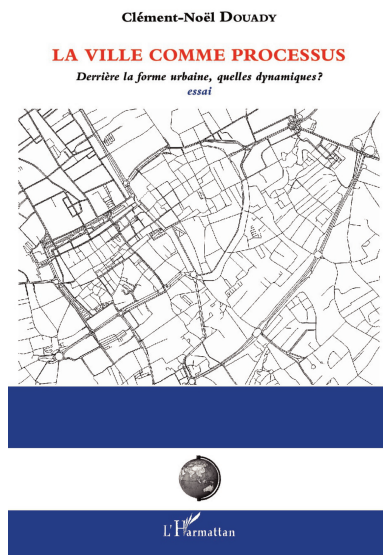 Clément-Noël DOUADY
LA VILLE COMME PROCESSUS
Derrière la forme urbaine, quelles dynamiques?
essai
L'Harmattan